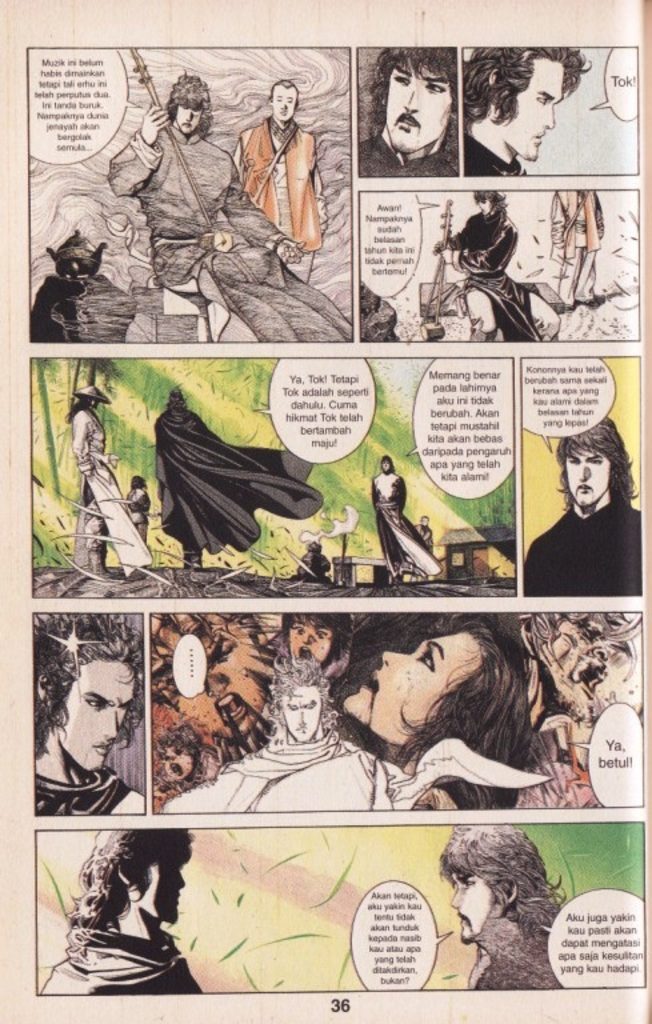 Muzik ini belum
habis dimainkan
tetapi tali erhu ini
telah perputus dua.
Ini tanda buruk.
Nampaknya dunia
jenayah akan
bergolak
semula...
Tok!
Awan!
Nampaknya
sudah
belasan
tahun kita ini
tidak pernah
bertemu!
Ya, Tok! Tetapi
Tok adalah seperti
dahulu. Cuma
hikmat Tok telah
bertambah
maju!
Memang benar
pada lahirnya
aku ini tidak
berubah. Akan
tetapi mustahil
kita akan bebas
daripada pengaruh
apa yang telah
kita alami!
Kononnya kau telah
berubah sama sekali
kerana apa yang
kau alami dalam
belasan tahun
yang lepas!
.......
Ya,
betul!
Akan tetapi,
aku yakin kau
tentu tidak
akan tunduk
kepada nasib
kau atau apa
yang telah
ditakdirkan,
bukan?
Aku juga yakin
kau pasti akan
dapat mengatasi
apa saja kesulitan
yang kau hadapi.
36